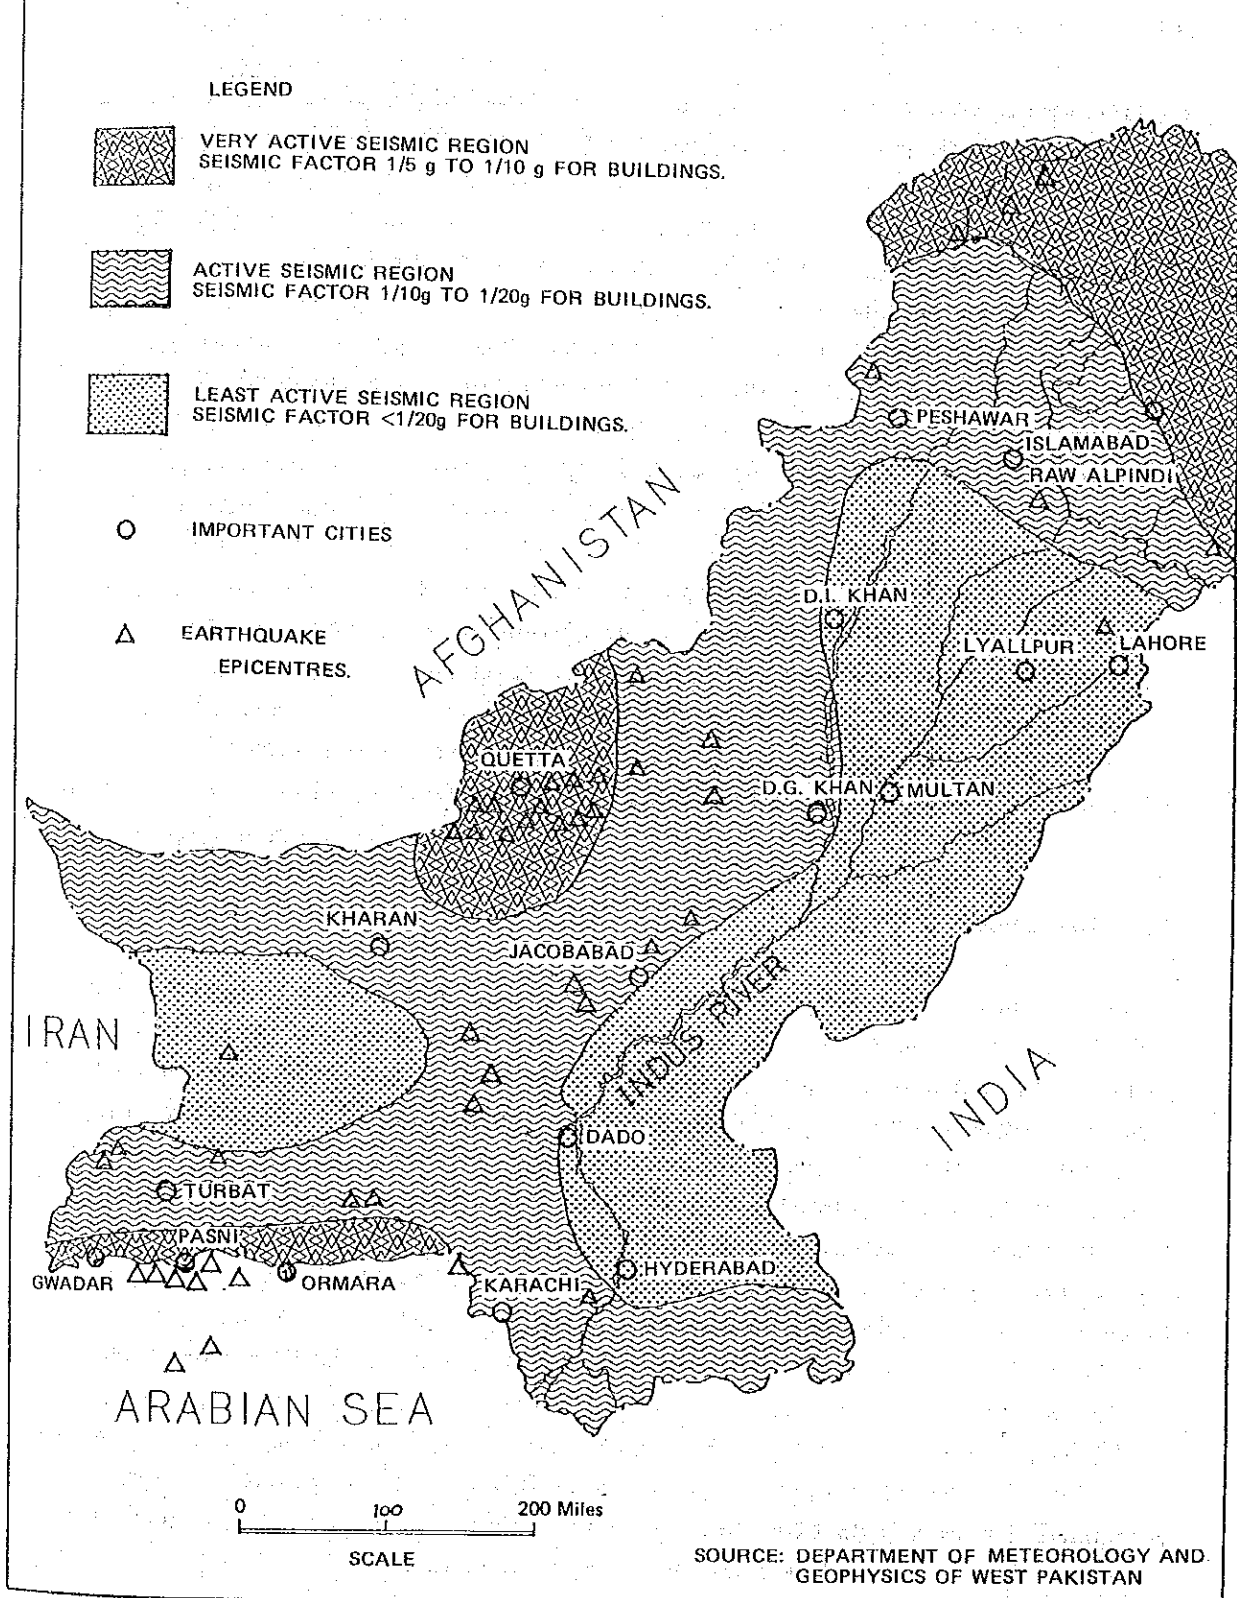 LEGEND
VERY ACTIVE SEISMIC REGION
SEISMIC FACTOR 1/5 g TO 1/10 g FOR BUILDINGS.
ACTIVE SEISMIC REGION
SEISMIC FACTOR 1/10g TO 1/20g FOR BUILDINGS.
LEAST ACTIVE SEISMIC REGION
SEISMIC FACTOR <1/20g FOR BUILDINGS.
IMPORTANT CITIES
EARTHQUAKE
EPICENTRES.
PESHAWAR
ISLAMABAD
RAW ALPINDI
AFGHANISTAN
D.I. KHAN
LYALLPUR
LAHORE
QUETTA
D.G. KHAN
MULTAN
KHARAN
JACOBABAD
INDUS RIVER
IRAN
INDIA
DADO
TURBAT
PASNI
GWADAR
ORMARA
KARACHI
HYDERABAD
ARABIAN SEA
0 100 200 Miles
SCALE
SOURCE: DEPARTMENT OF METEOROLOGY AND
GEOPHYSICS OF WEST PAKISTAN